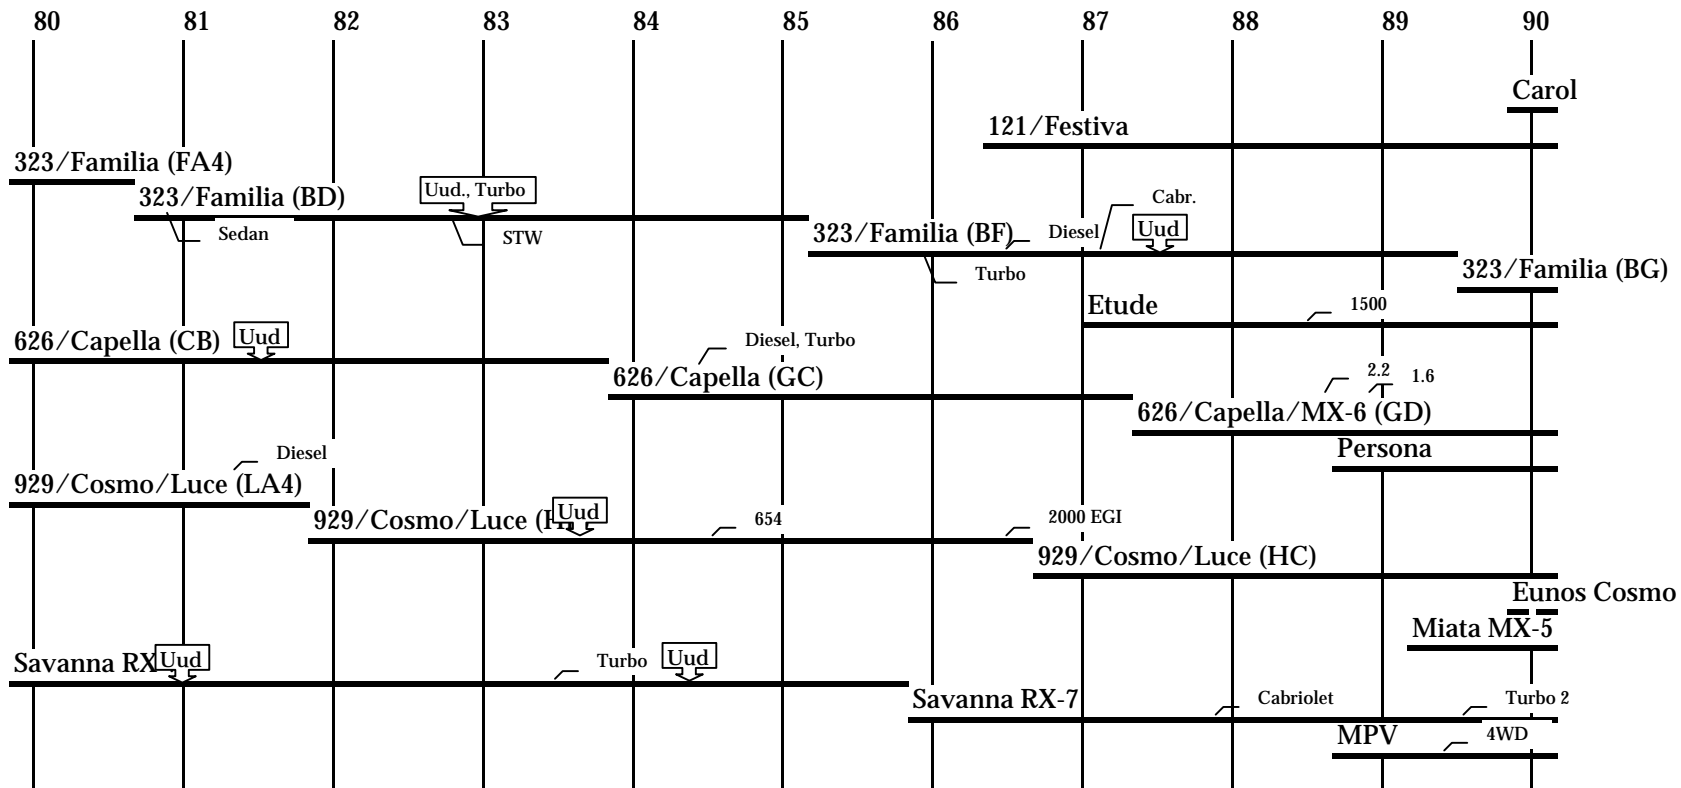 80 81 82 83 84 85 86 87 88 89 90
Carol
121/Festiva
323/Familia (FA4)
323/Familia (BD)
Uud., Turbo
Cabr.
Sedan
STW
323/Familia (BF)
Diesel
Uud
Turbo
323/Familia (BG)
Etude
1500
626/Capella (CB)
Uud
Diesel, Turbo
626/Capella (GC)
2.2
1.6
626/Capella/MX-6 (GD)
Persona
Diesel
929/Cosmo/Luce (LA4)
929/Cosmo/Luce (H
Uud
654
2000 EGI
929/Cosmo/Luce (HC)
Eunos Cosmo
Miata MX-5
Savanna RX
Uud
Turbo
Uud
Savanna RX-7
Cabriolet
Turbo 2
MPV
4WD